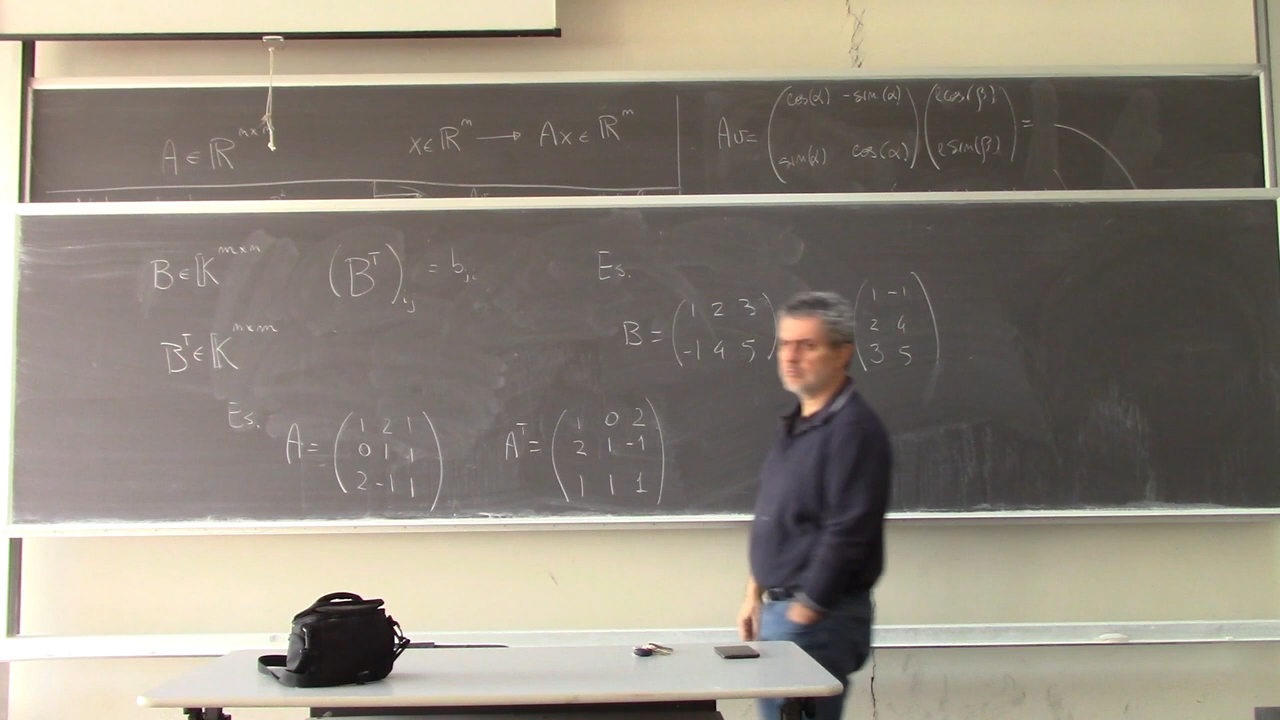 A ∈ ℝ^{m×n}
x ∈ ℝ^n → Ax ∈ ℝ^m
Av = ( cos(α) -sin(α) ; sin(α) cos(α) ) ( ρcos(β) ; ρsin(β) ) =
B ∈ 𝕂^{m×n}
(B^T)_{ij} = b_{ji}
B^T ∈ 𝕂^{n×m}
Es.
A = ( 1 2 1 ; 0 1 1 ; 2 -1 1 )
A^T = ( 1 0 2 ; 2 1 -1 ; 1 1 1 )
Es.
B = ( 1 2 3 ; -1 4 5 )
( 1 -1 ; 2 4 ; 3 5 )